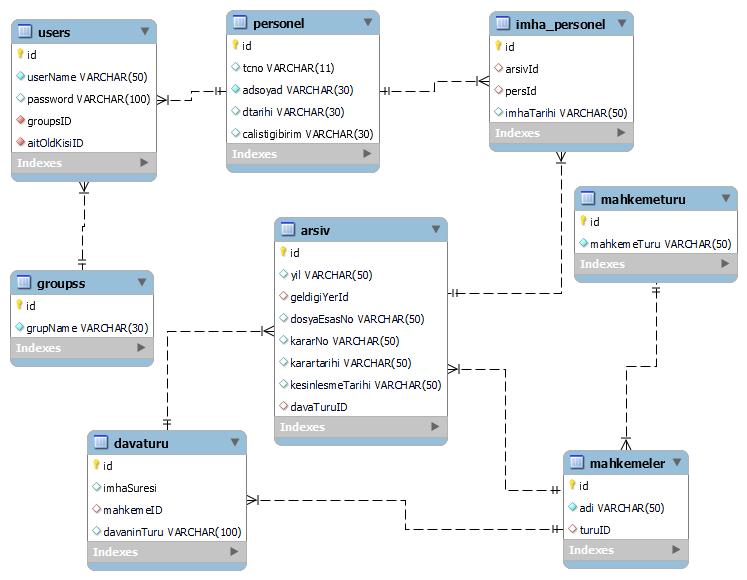 users
id
userName VARCHAR(50)
password VARCHAR(100)
groupsID
aitOldKisiID
Indexes
personel
id
tcno VARCHAR(11)
adsoyad VARCHAR(30)
dtarihi VARCHAR(30)
calistigibirim VARCHAR(30)
Indexes
imha_personel
id
arsivId
persId
imhaTarihi VARCHAR(50)
Indexes
mahkemeturu
id
mahkemeTuru VARCHAR(50)
Indexes
arsiv
id
yil VARCHAR(50)
geldigiYerId
dosyaEsasNo VARCHAR(50)
kararNo VARCHAR(50)
karartarihi VARCHAR(50)
kesinlesmeTarihi VARCHAR(50)
davaTuruID
Indexes
groupss
id
grupName VARCHAR(30)
Indexes
davaturu
id
imhaSuresi
mahkemeID
davaninTuru VARCHAR(100)
Indexes
mahkemeler
id
adi VARCHAR(50)
turuID
Indexes